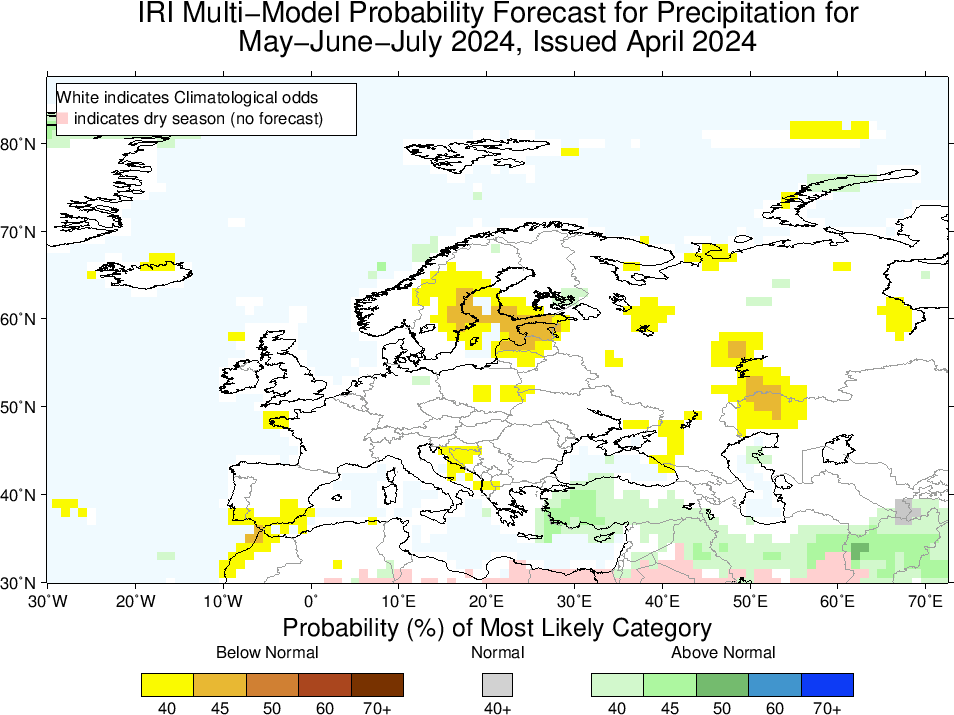 IRI Multi−Model Probability Forecast for Precipitation for
May−June−July 2024, Issued April 2024
White indicates Climatological odds
indicates dry season (no forecast)
80˚N
70˚N
60˚N
50˚N
40˚N
30˚N
30˚W 20˚W 10˚W 0˚ 10˚E 20˚E 30˚E 40˚E 50˚E 60˚E 70˚E
Probability (%) of Most Likely Category
Below Normal Normal Above Normal
40 45 50 60 70+ 40+ 40 45 50 60 70+